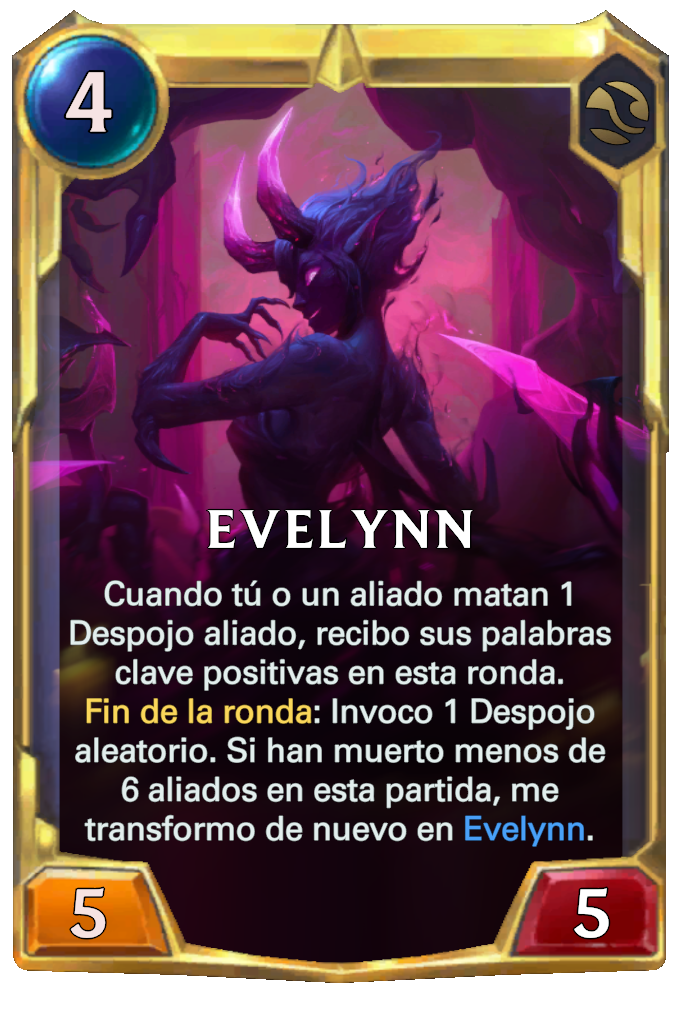 4
EVELYNN
Cuando tú o un aliado matan 1
Despojo aliado, recibo sus palabras
clave positivas en esta ronda.
Fin de la ronda: Invoco 1 Despojo
aleatorio. Si han muerto menos de
6 aliados en esta partida, me
transformo de nuevo en Evelynn.
5
5